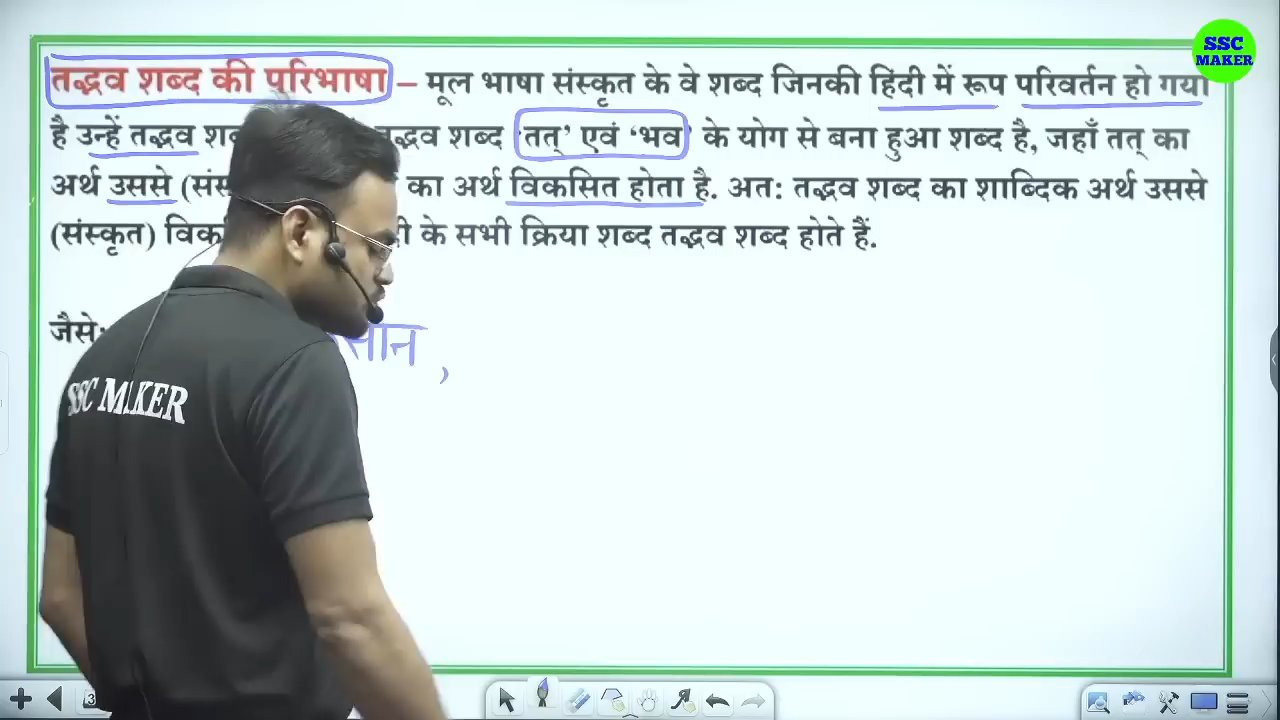 SSC
MAKER
तद्भव शब्द की परिभाषा – मूल भाषा संस्कृत के वे शब्द जिनकी हिंदी में रूप परिवर्तन हो गया
है उन्हें तद्भव तद्भव शब्द ‘तत्’ एवं ‘भव’ के योग से बना हुआ शब्द है, जहाँ तत् का
अर्थ उससे का अर्थ विकसित होता है. अत: तद्भव शब्द का शाब्दिक अर्थ उससे
(संस्कृत) के सभी क्रिया शब्द तद्भव शब्द होते हैं.
जैसे:
SSC MAKER